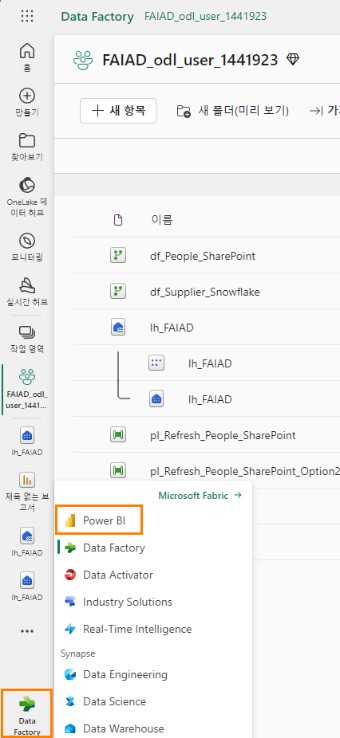 Data Factory FAIAD_odl_user_1441923
홈
만들기
찾아보기
OneLake 데
이터 허브
모니터링
실시간 허브
작업 영역
FAIAD_odl_
user_1441...
lh_FAIAD
제목 없는 보
고서
lh_FAIAD
lh_FAIAD
Data
Factory
FAIAD_odl_user_1441923
새 항목 새 폴더(미리 보기) 가
이름
df_People_SharePoint
df_Supplier_Snowflake
lh_FAIAD
lh_FAIAD
lh_FAIAD
pl_Refresh_People_SharePoint
pl_Refresh_People_SharePoint_Option2
Microsoft Fabric →
Power BI
Data Factory
Data Activator
Industry Solutions
Real-Time Intelligence
Synapse
Data Engineering
Data Science
Data Warehouse